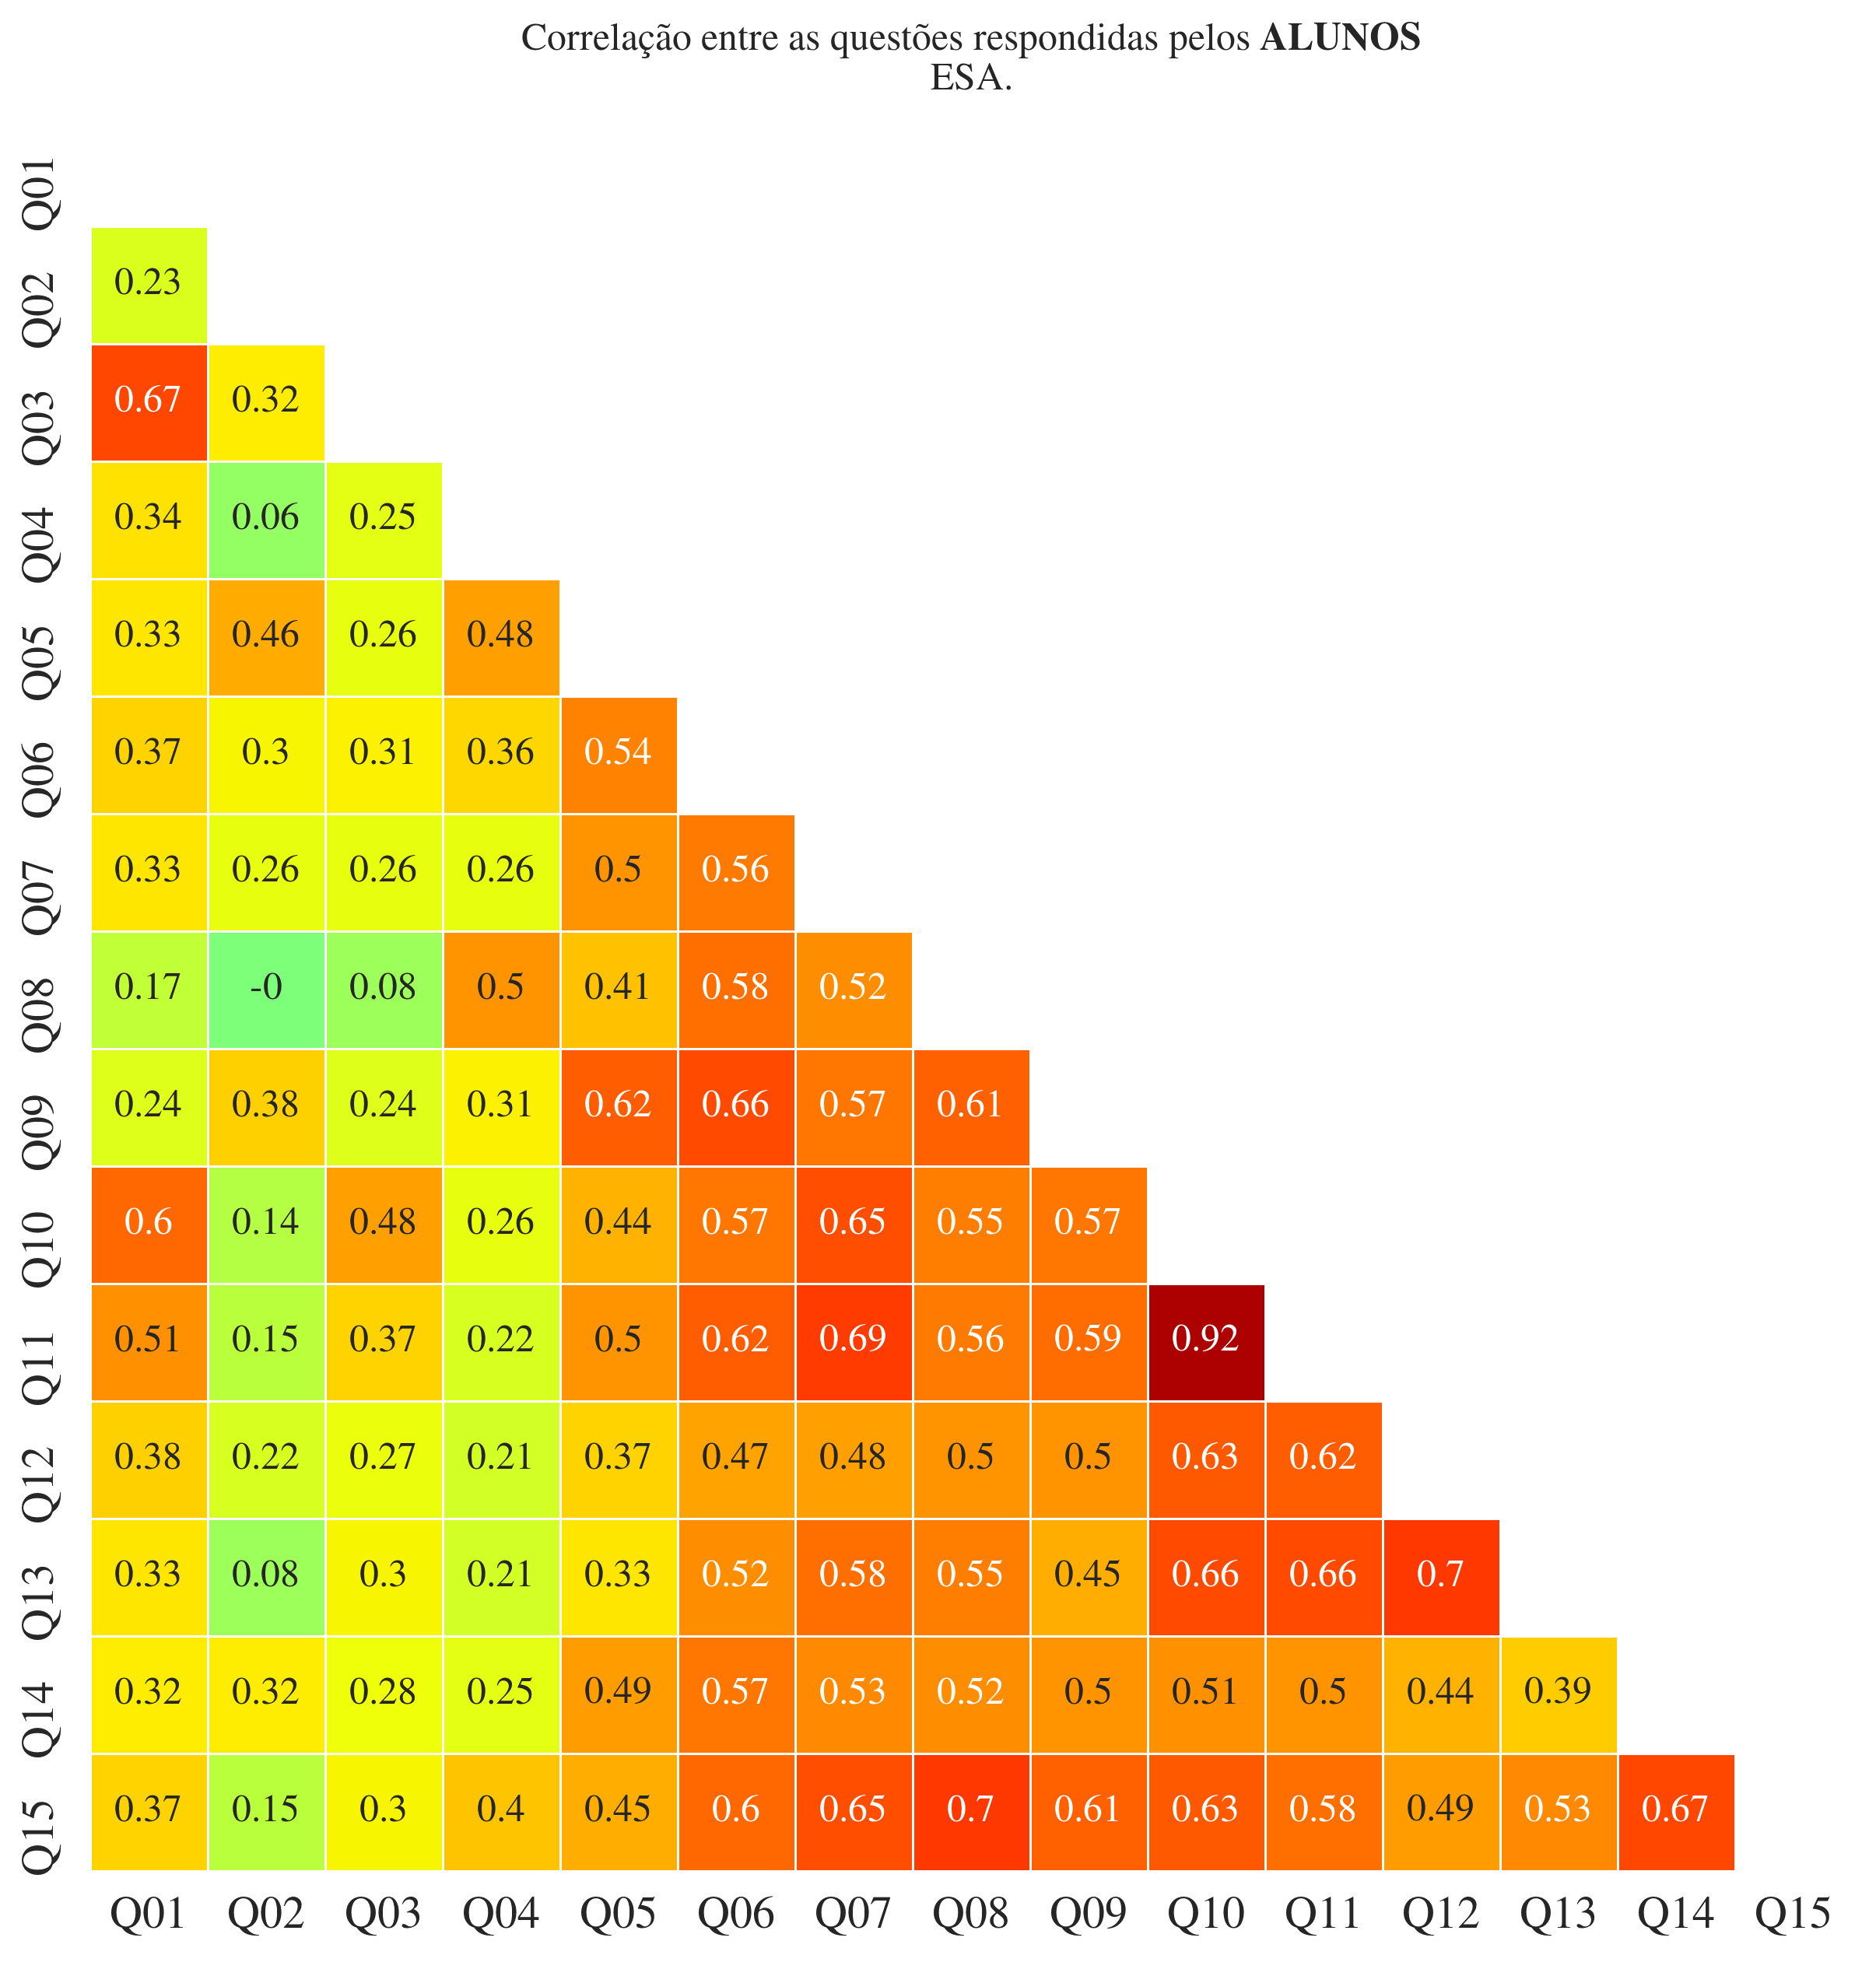 Correlação entre as questões respondidas pelos ALUNOS
ESA.
Q01
Q02 0.23
Q03 0.67 0.32
Q04 0.34 0.06 0.25
Q05 0.33 0.46 0.26 0.48
Q06 0.37 0.3 0.31 0.36 0.54
Q07 0.33 0.26 0.26 0.26 0.5 0.56
Q08 0.17 -0 0.08 0.5 0.41 0.58 0.52
Q09 0.24 0.38 0.24 0.31 0.62 0.66 0.57 0.61
Q10 0.6 0.14 0.48 0.26 0.44 0.57 0.65 0.55 0.57
Q11 0.51 0.15 0.37 0.22 0.5 0.62 0.69 0.56 0.59 0.92
Q12 0.38 0.22 0.27 0.21 0.37 0.47 0.48 0.5 0.5 0.63 0.62
Q13 0.33 0.08 0.3 0.21 0.33 0.52 0.58 0.55 0.45 0.66 0.66 0.7
Q14 0.32 0.32 0.28 0.25 0.49 0.57 0.53 0.52 0.5 0.51 0.5 0.44 0.39
Q15 0.37 0.15 0.3 0.4 0.45 0.6 0.65 0.7 0.61 0.63 0.58 0.49 0.53 0.67
Q01 Q02 Q03 Q04 Q05 Q06 Q07 Q08 Q09 Q10 Q11 Q12 Q13 Q14 Q15